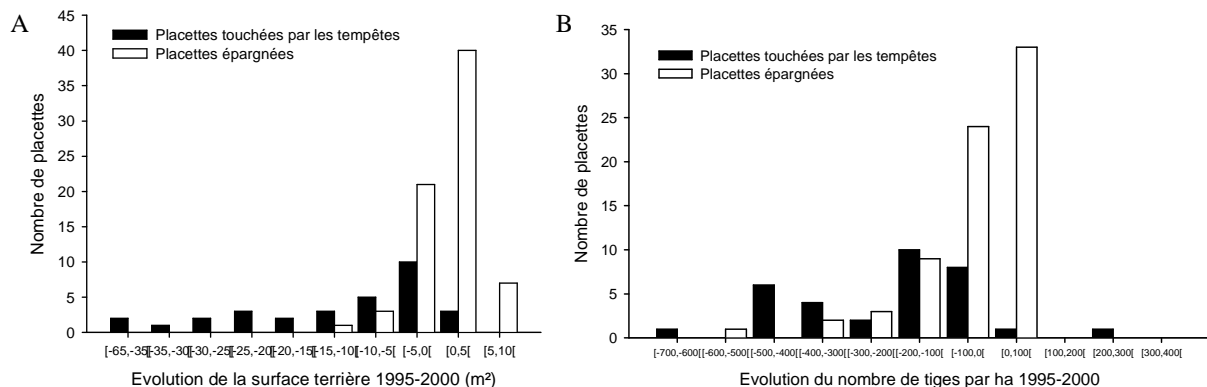 A
Nombre de placettes
45
40
35
30
25
20
15
10
5
0
Placettes touchées par les tempêtes
Placettes épargnées
[-65,-35[ [-35,-30[ [-30,-25[ [-25,-20[ [-20,-15[ [-15,-10[ [-10,-5[ [-5,0[ [0,5[ [5,10[
Evolution de la surface terrière 1995-2000 (m²)
B
Nombre de placettes
35
30
25
20
15
10
5
0
Placettes touchées par les tempêtes
Placettes épargnées
[-700,-600[ [-600,-500[ [-500,-400[ [-400,-300[ [-300,-200[ [-200,-100[ [-100,0[ [0,100[ [100,200[ [200,300[ [300,400[
Evolution du nombre de tiges par ha 1995-2000